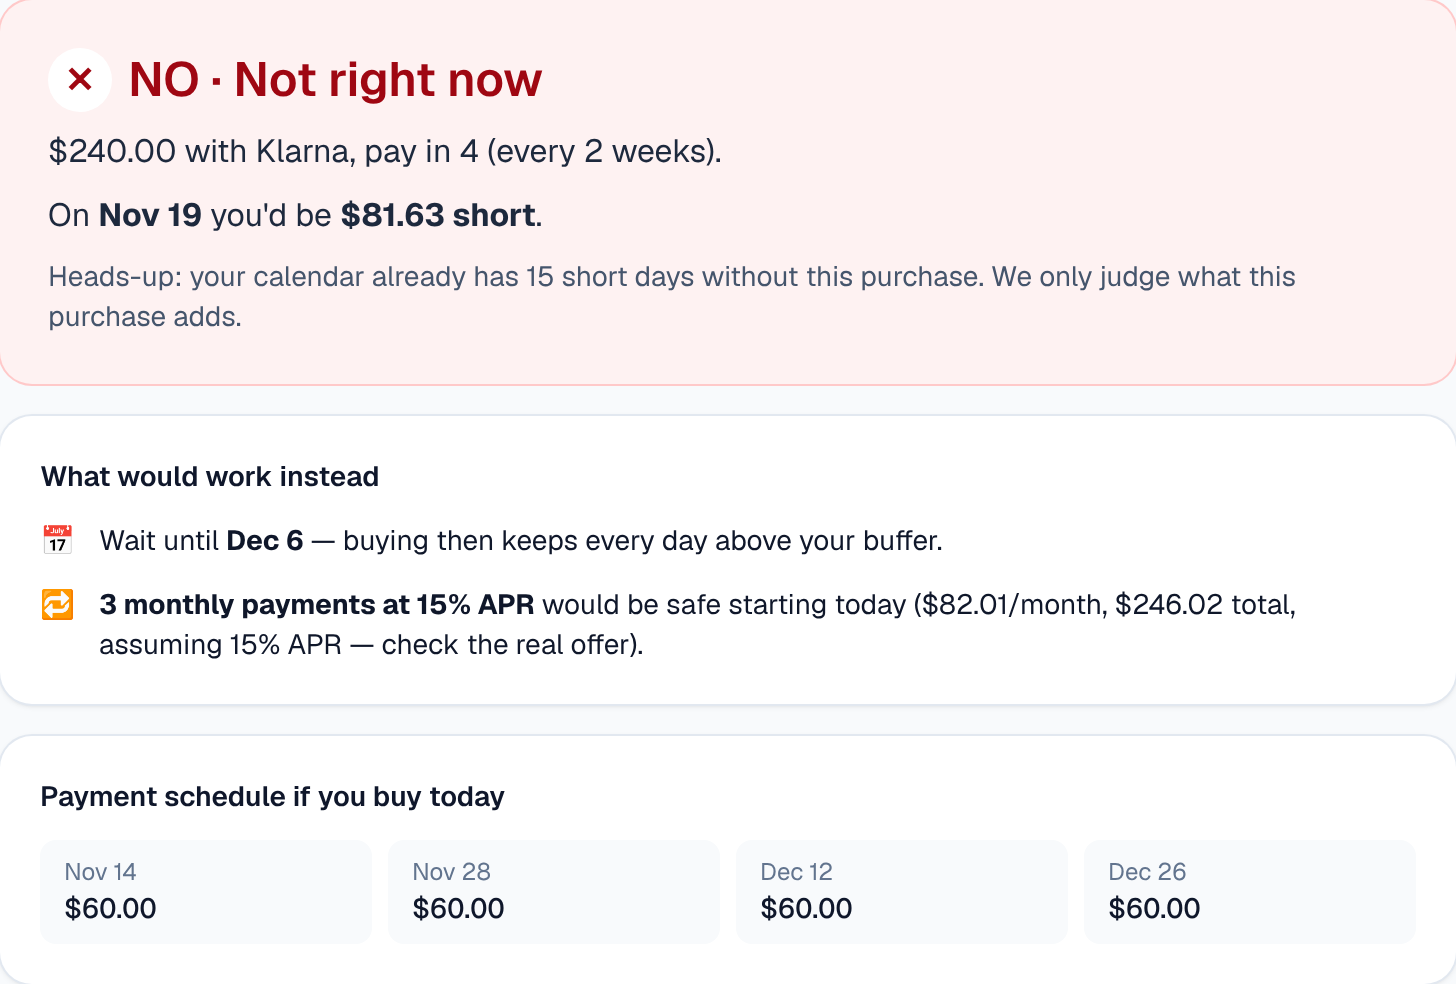 NO · Not right now
$240.00 with Klarna, pay in 4 (every 2 weeks).
On Nov 19 you'd be $81.63 short.
Heads-up: your calendar already has 15 short days without this purchase. We only judge what this
purchase adds.
What would work instead
July
17
Wait until Dec 6 — buying then keeps every day above your buffer.
3 monthly payments at 15% APR would be safe starting today ($82.01/month, $246.02 total,
assuming 15% APR — check the real offer).
Payment schedule if you buy today
Nov 14
$60.00
Nov 28
$60.00
Dec 12
$60.00
Dec 26
$60.00